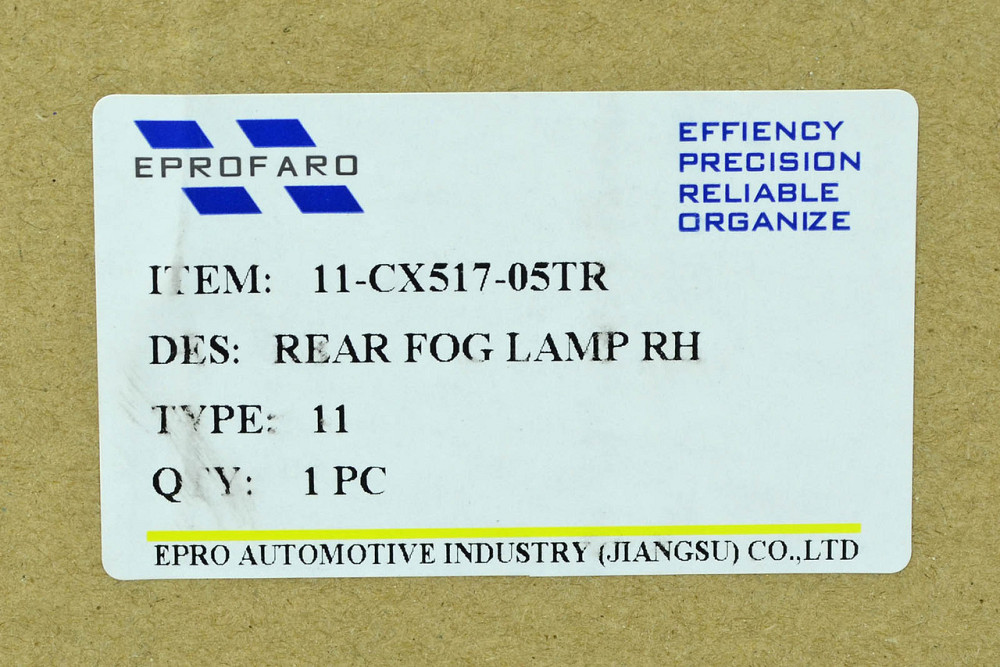 EPROFARO
EFFIENCY
PRECISION
RELIABLE
ORGANIZE
ITEM: 11-CX517-05TR
DES: REAR FOG LAMP RH
TYPE: 11
QTY: 1 PC
EPRO AUTOMOTIVE INDUSTRY (JIANGSU) CO.,LTD